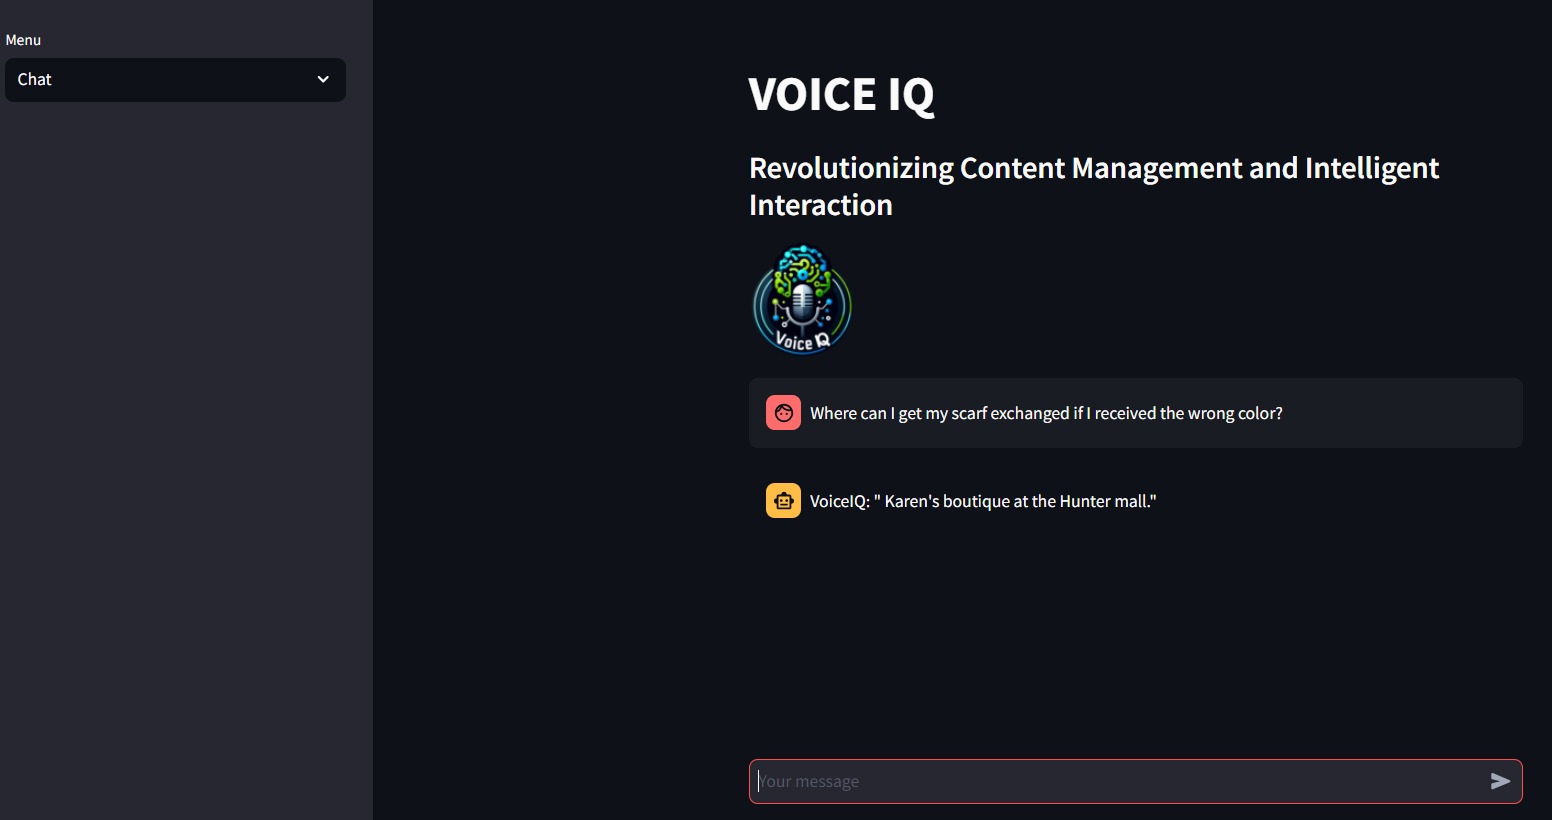 Menu
Chat
VOICE IQ
Revolutionizing Content Management and Intelligent
Interaction
Voice IQ
Where can I get my scarf exchanged if I received the wrong color?
VoiceIQ: " Karen's boutique at the Hunter mall."
Your message